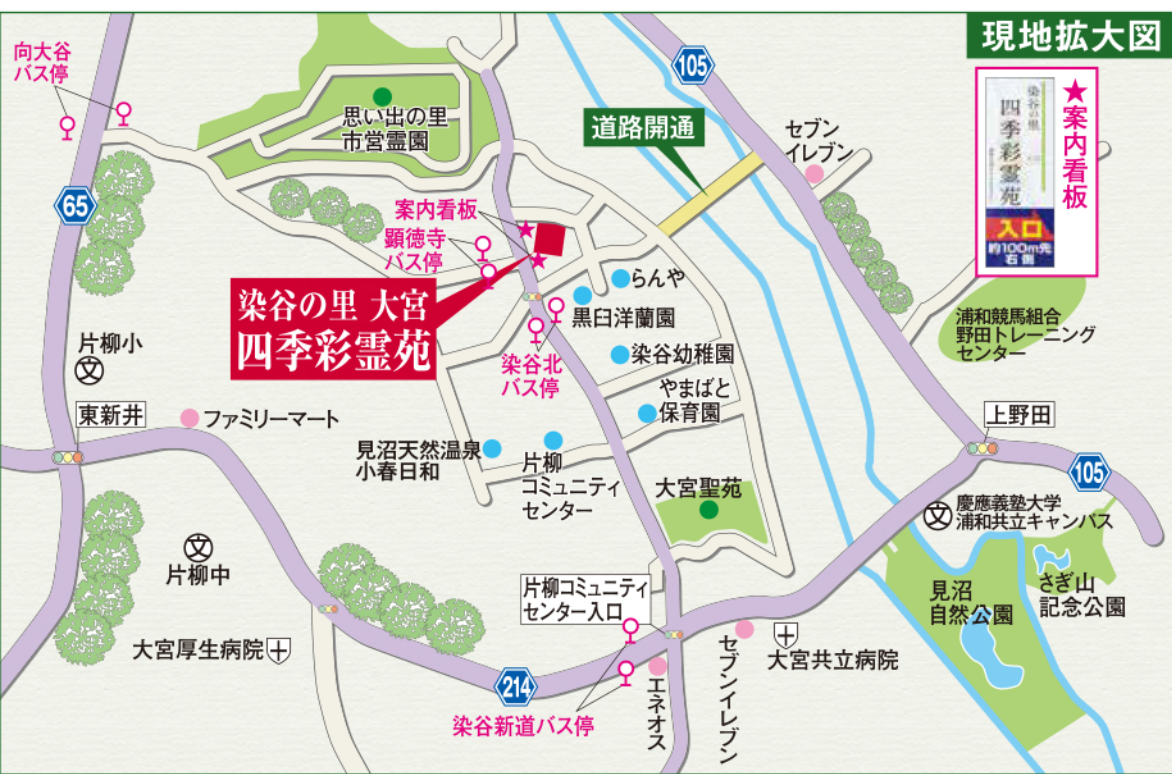 現地拡大図
★案内看板
染谷の里
四季彩霊苑
入口
約100m先
右側
向大谷
バス停
105
思い出の里
市営霊園
道路開通
セブン
イレブン
65
案内看板
顕徳寺
バス停
染谷の里 大宮
四季彩霊苑
らんや
黒臼洋蘭園
浦和競馬組合
野田トレーニング
センター
片柳小
文
染谷北
バス停
染谷幼稚園
やまばと
保育園
東新井
ファミリーマート
上野田
見沼天然温泉
小春日和
片柳
コミュニティ
センター
大宮聖苑
105
文
慶應義塾大学
浦和共立キャンパス
文
片柳中
片柳コミュニティ
センター入口
見沼
自然公園
さぎ山
記念公園
大宮厚生病院
大宮共立病院
214
染谷新道バス停
エネオス
セブンイレブン